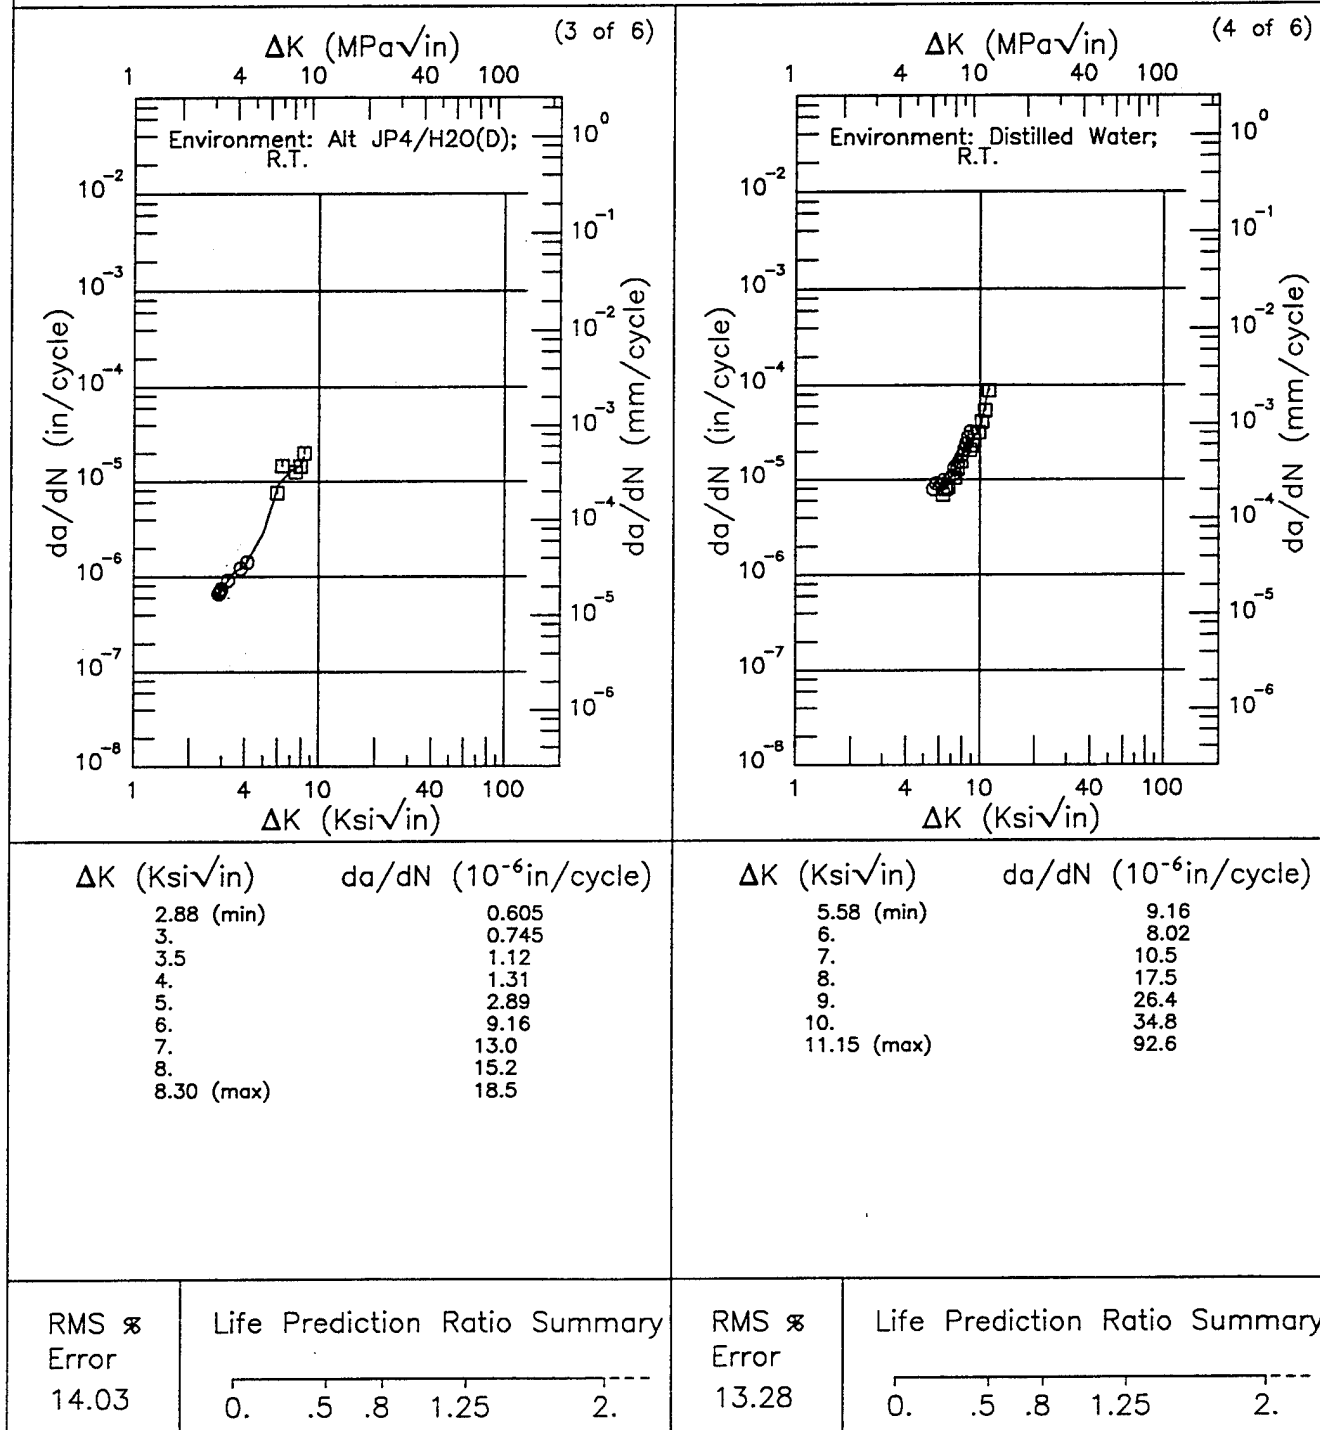 (3 of 6)
ΔK (MPa√in)
1 4 10 40 100
Environment: Alt JP4/H2O(D);
R.T.
10⁻²
10⁻³
10⁻⁴
10⁻⁵
10⁻⁶
10⁻⁷
10⁻⁸
da/dN (in/cycle)
10⁰
10⁻¹
10⁻²
10⁻³
10⁻⁴
10⁻⁵
10⁻⁶
da/dN (mm/cycle)
1 4 10 40 100
ΔK (Ksi√in)
ΔK (Ksi√in) da/dN (10⁻⁶in/cycle)
2.88 (min) 0.605
3. 0.745
3.5 1.12
4. 1.31
5. 2.89
6. 9.16
7. 13.0
8. 15.2
8.30 (max) 18.5
RMS %
Error
14.03
Life Prediction Ratio Summary
0. .5 .8 1.25 2.
(4 of 6)
ΔK (MPa√in)
1 4 10 40 100
Environment: Distilled Water;
R.T.
10⁻²
10⁻³
10⁻⁴
10⁻⁵
10⁻⁶
10⁻⁷
10⁻⁸
da/dN (in/cycle)
10⁰
10⁻¹
10⁻²
10⁻³
10⁻⁴
10⁻⁵
10⁻⁶
da/dN (mm/cycle)
1 4 10 40 100
ΔK (Ksi√in)
ΔK (Ksi√in) da/dN (10⁻⁶in/cycle)
5.58 (min) 9.16
6. 8.02
7. 10.5
8. 17.5
9. 26.4
10. 34.8
11.15 (max) 92.6
RMS %
Error
13.28
Life Prediction Ratio Summary
0. .5 .8 1.25 2.